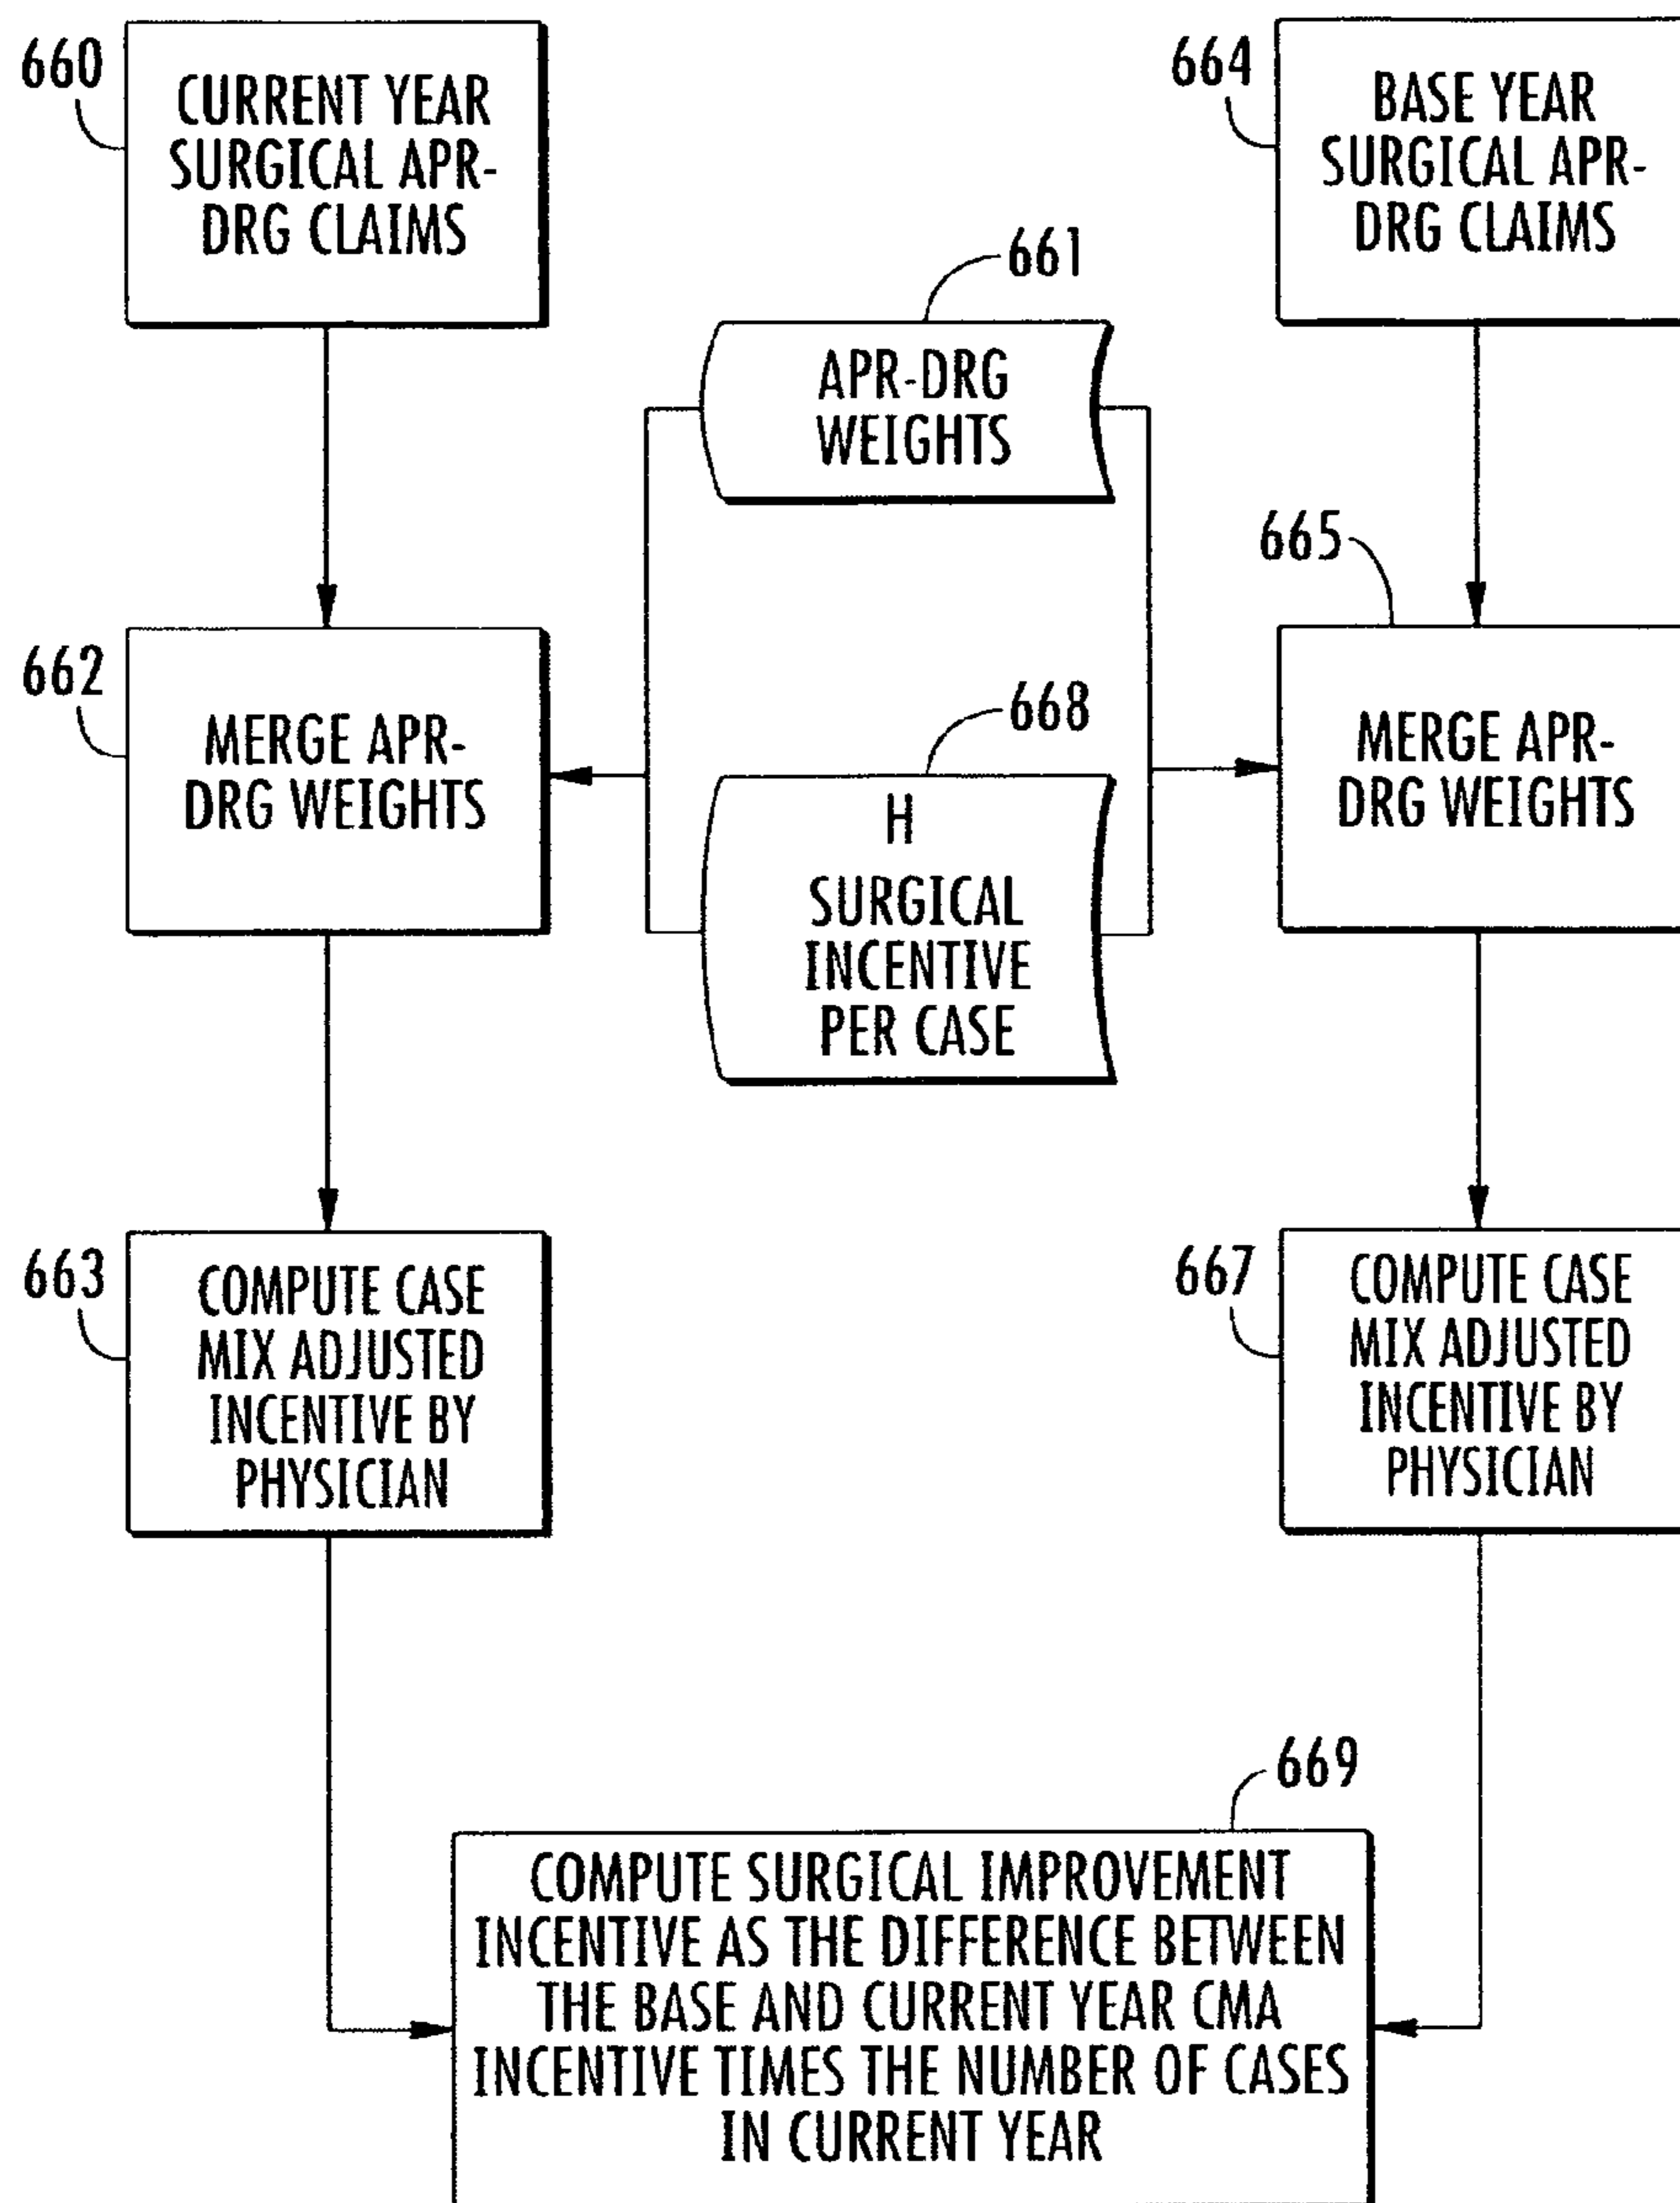 660
CURRENT YEAR
SURGICAL APR-
DRG CLAIMS
664
BASE YEAR
SURGICAL APR-
DRG CLAIMS
661
APR-DRG
WEIGHTS
665
662
MERGE APR-
DRG WEIGHTS
668
H
SURGICAL
INCENTIVE
PER CASE
MERGE APR-
DRG WEIGHTS
663
COMPUTE CASE
MIX ADJUSTED
INCENTIVE BY
PHYSICIAN
667
COMPUTE CASE
MIX ADJUSTED
INCENTIVE BY
PHYSICIAN
669
COMPUTE SURGICAL IMPROVEMENT
INCENTIVE AS THE DIFFERENCE BETWEEN
THE BASE AND CURRENT YEAR CMA
INCENTIVE TIMES THE NUMBER OF CASES
IN CURRENT YEAR